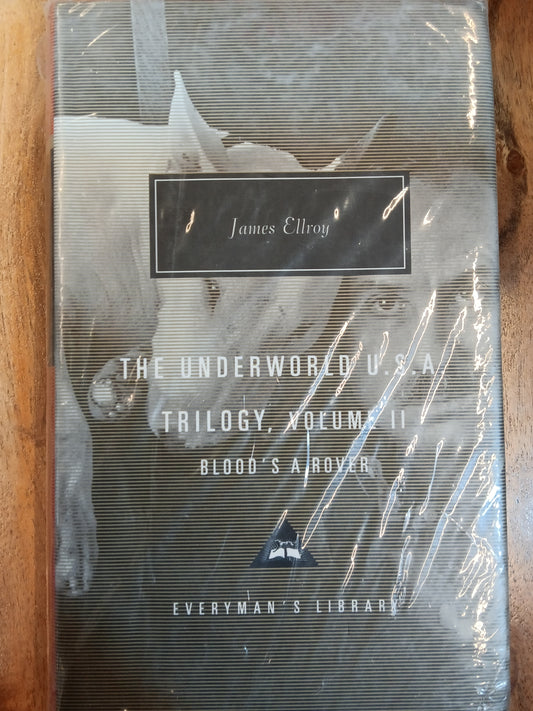 James Ellroy
THE UNDERWORLD U.S.A
TRILOGY, VOLUME II
BLOOD'S A ROVER
EVERYMAN'S LIBRARY